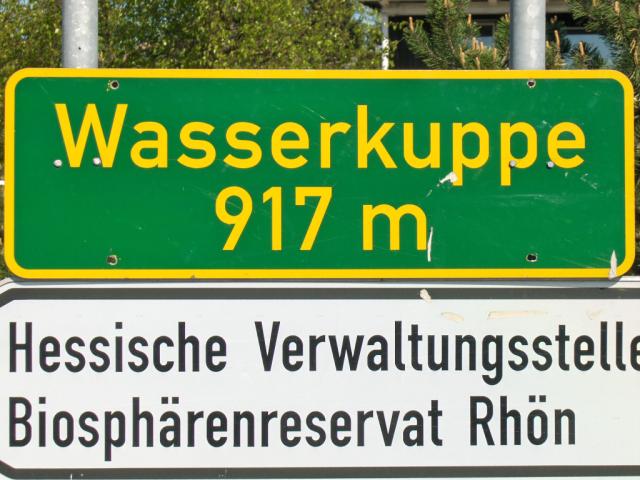 Wasserkuppe
917 m
Hessische Verwaltungsstelle
Biosphärenreservat Rhön